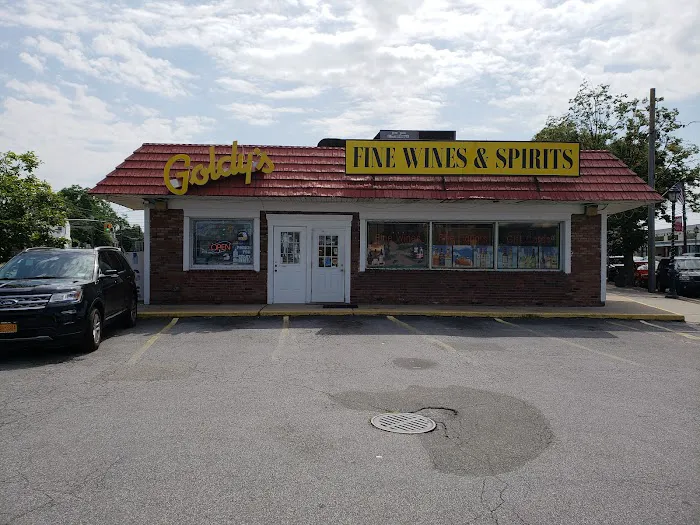 Goldy's
FINE WINES & SPIRITS
OPEN